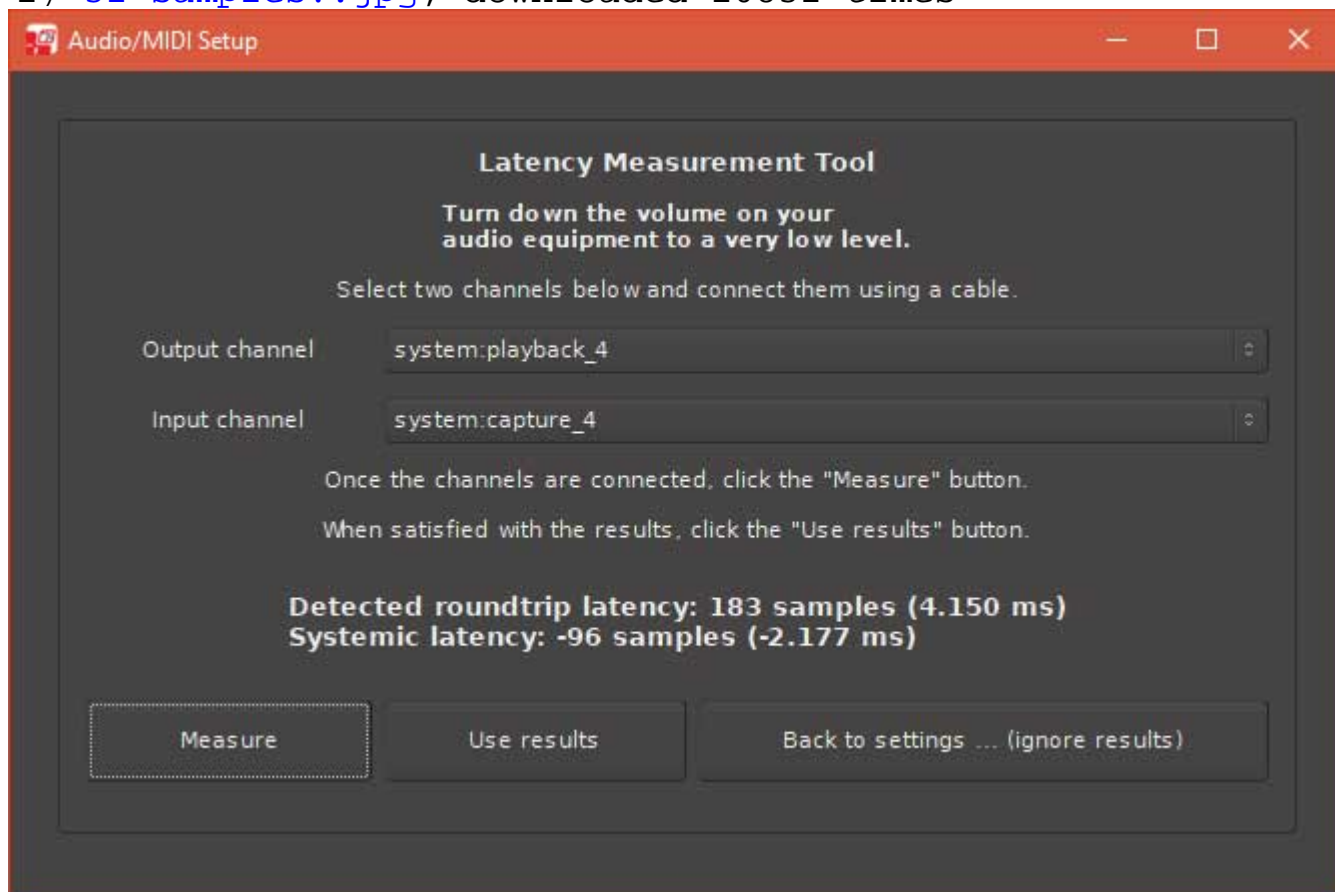 Audio/MIDI Setup
Latency Measurement Tool
Turn down the volume on your
audio equipment to a very low level.
Select two channels below and connect them using a cable.
Output channel system:playback_4
Input channel system:capture_4
Once the channels are connected, click the "Measure" button.
When satisfied with the results, click the "Use results" button.
Detected roundtrip latency: 183 samples (4.150 ms)
Systemic latency: -96 samples (-2.177 ms)
Measure Use results Back to settings ... (ignore results)